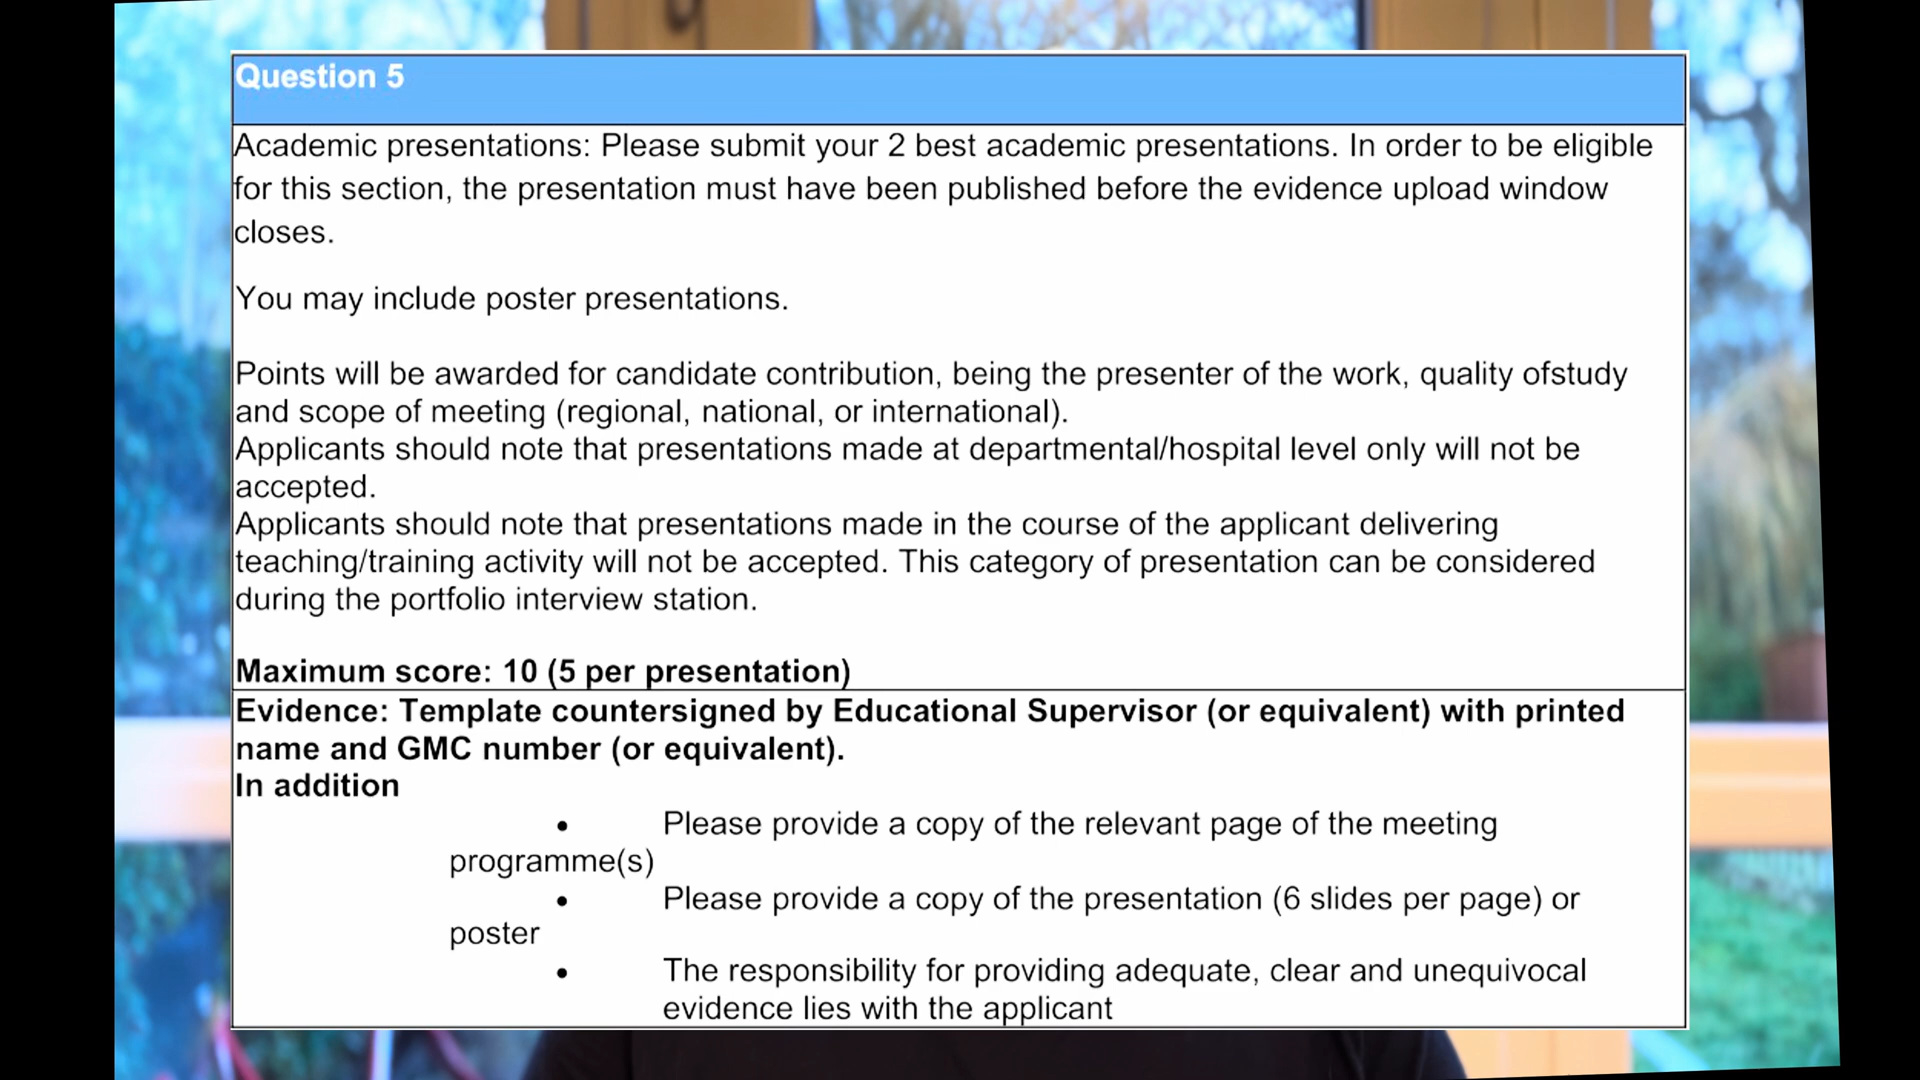 Question 5
Academic presentations: Please submit your 2 best academic presentations. In order to be eligible
for this section, the presentation must have been published before the evidence upload window
closes.
You may include poster presentations.
Points will be awarded for candidate contribution, being the presenter of the work, quality ofstudy
and scope of meeting (regional, national, or international).
Applicants should note that presentations made at departmental/hospital level only will not be
accepted.
Applicants should note that presentations made in the course of the applicant delivering
teaching/training activity will not be accepted. This category of presentation can be considered
during the portfolio interview station.
Maximum score: 10 (5 per presentation)
Evidence: Template countersigned by Educational Supervisor (or equivalent) with printed
name and GMC number (or equivalent).
In addition
• Please provide a copy of the relevant page of the meeting
programme(s)
• Please provide a copy of the presentation (6 slides per page) or
poster
• The responsibility for providing adequate, clear and unequivocal
evidence lies with the applicant